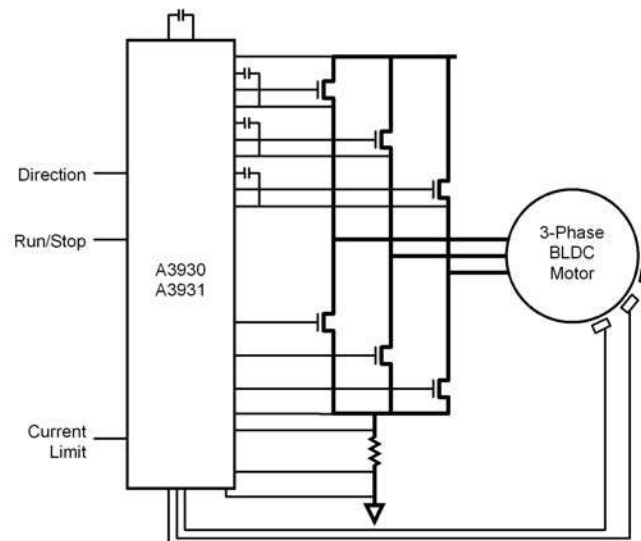 Direction
Run/Stop
A3930
A3931
3-Phase
BLDC
Motor
Current
Limit